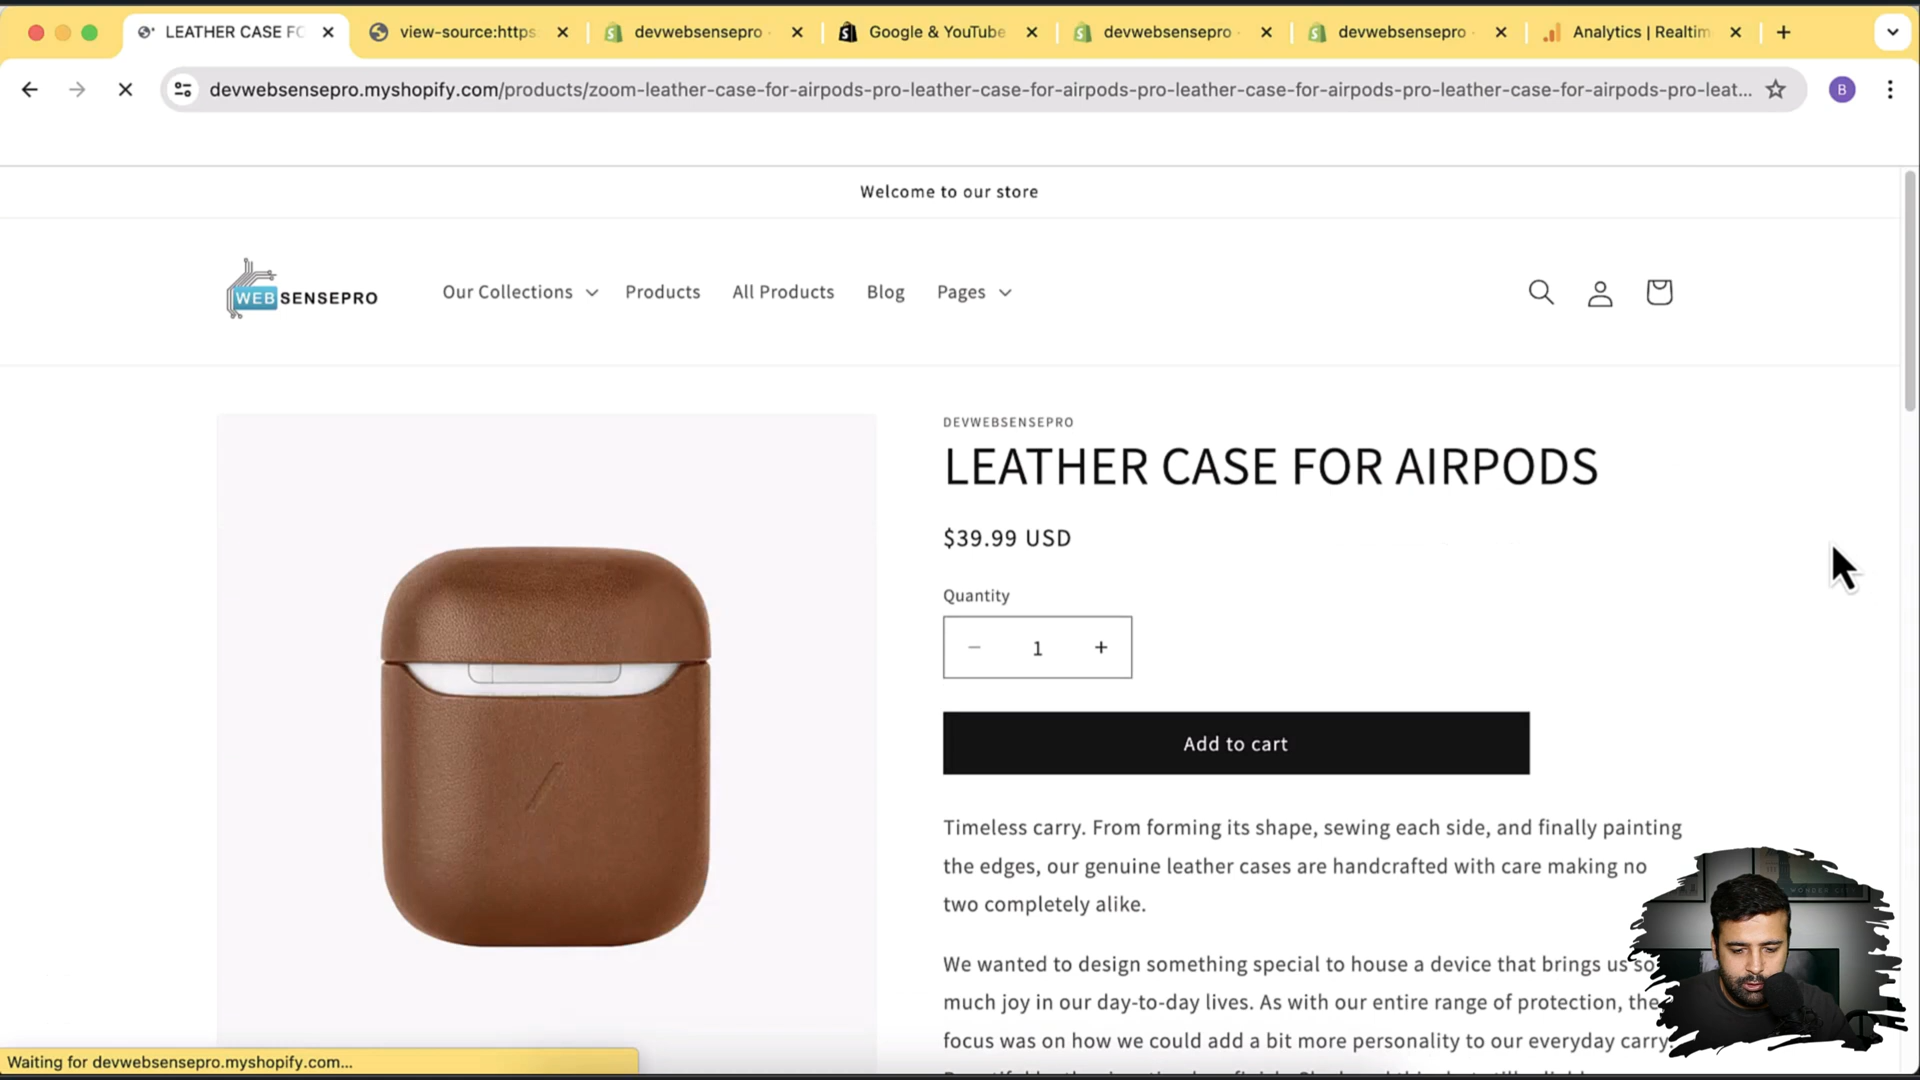 LEATHER CASE FO
view-source:https
devwebsensepro
Google & YouTube
devwebsensepro
devwebsensepro
Analytics | Realtim
devwebsensepro.myshopify.com/products/zoom-leather-case-for-airpods-pro-leather-case-for-airpods-pro-leather-case-for-airpods-pro-leather-case-for-airpods-pro-leat...
B
Welcome to our store
WEBSENSEPRO
Our Collections
Products
All Products
Blog
Pages
DEVWEBSENSEPRO
LEATHER CASE FOR AIRPODS
$39.99 USD
Quantity
− 1 +
Add to cart
Timeless carry. From forming its shape, sewing each side, and finally painting
the edges, our genuine leather cases are handcrafted with care making no
two completely alike.
We wanted to design something special to house a device that brings us so
much joy in our day-to-day lives. As with our entire range of protection, the
focus was on how we could add a bit more personality to our everyday carry.
Waiting for devwebsensepro.myshopify.com...